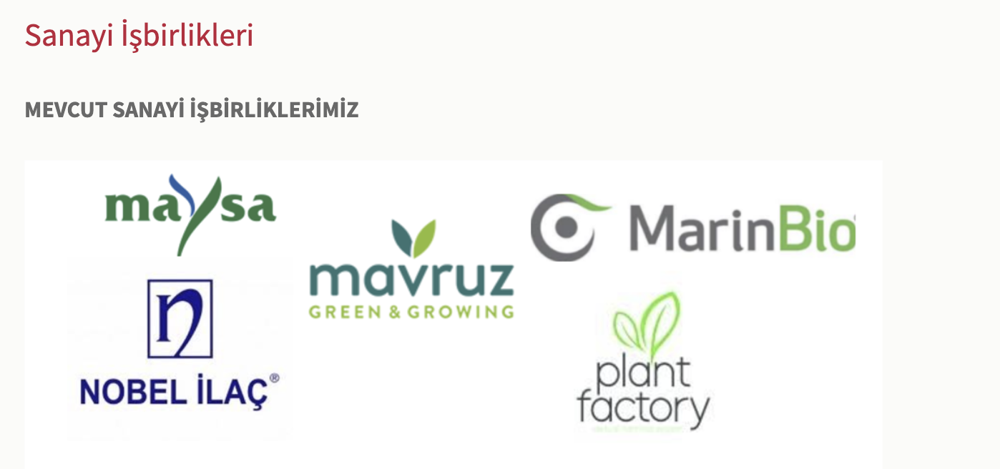 Sanayi İşbirlikleri
MEVCUT SANAYİ İŞBİRLİKLERİMİZ
maysa
mavruz
GREEN & GROWING
MarinBio
NOBEL İLAÇ®
plant
factory